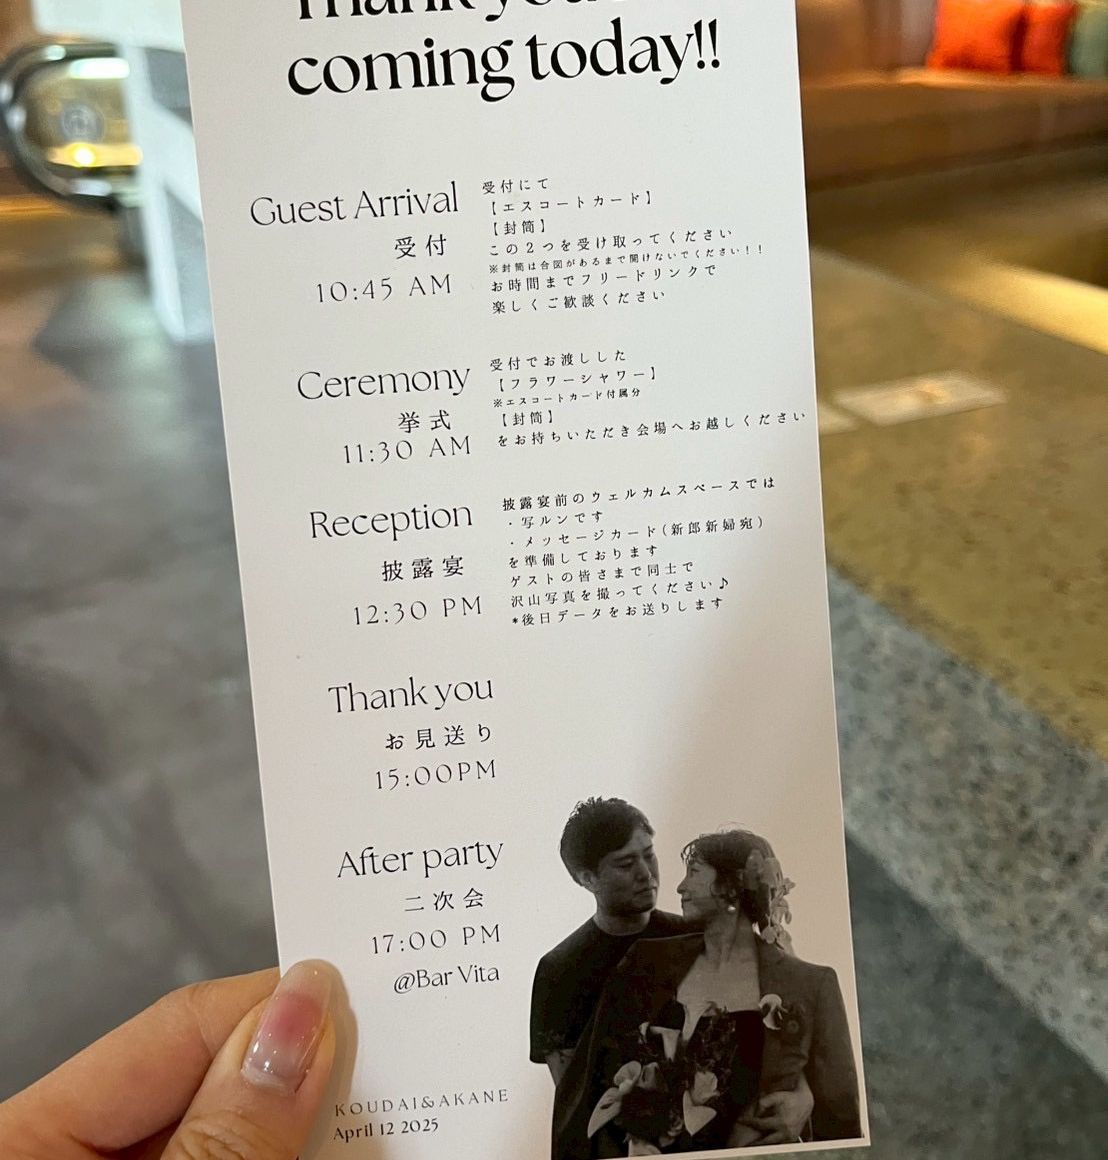 Thank you
coming today!!
Guest Arrival
受付
10:45 AM
受付にて
【エスコートカード】
【封筒】
この2つを受け取ってください
※封筒は合図があるまで開けないでください!!
お時間までフリードリンクで
楽しくご歓談ください
Ceremony
挙式
11:30 AM
受付でお渡しした
【フラワーシャワー】
※エスコートカード付属分
【封筒】
をお持ちいただき会場へお越しください
Reception
披露宴
12:30 PM
披露宴前のウェルカムスペースでは
・写ルンです
・メッセージカード(新郎新婦宛)
を準備しております
ゲストの皆さまで同士で
沢山写真を撮ってください♪
*後日データをお送りします
Thank you
お見送り
15:00PM
After party
二次会
17:00 PM
@Bar Vita
KOUDAI&AKANE
April 12 2025